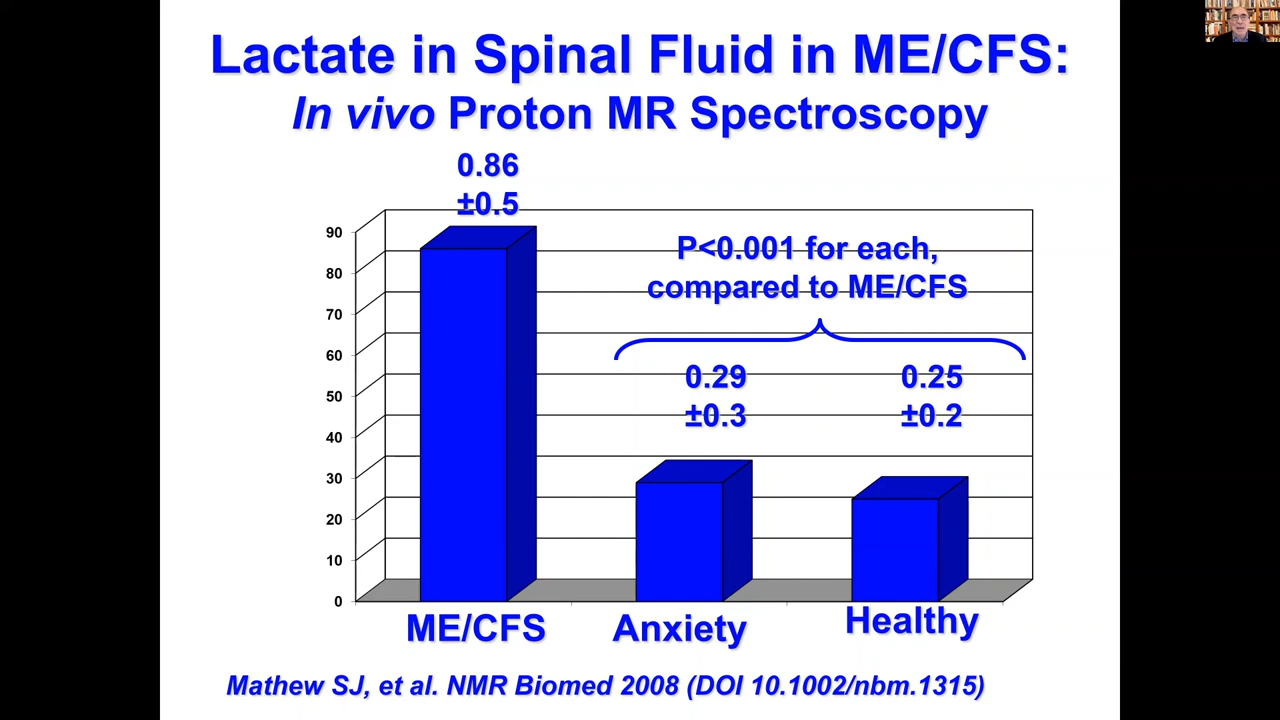 Lactate in Spinal Fluid in ME/CFS:
In vivo Proton MR Spectroscopy
0.86
±0.5
P<0.001 for each,
compared to ME/CFS
0.29
±0.3
0.25
±0.2
90
80
70
60
50
40
30
20
10
0
ME/CFS
Anxiety
Healthy
Mathew SJ, et al. NMR Biomed 2008 (DOI 10.1002/nbm.1315)